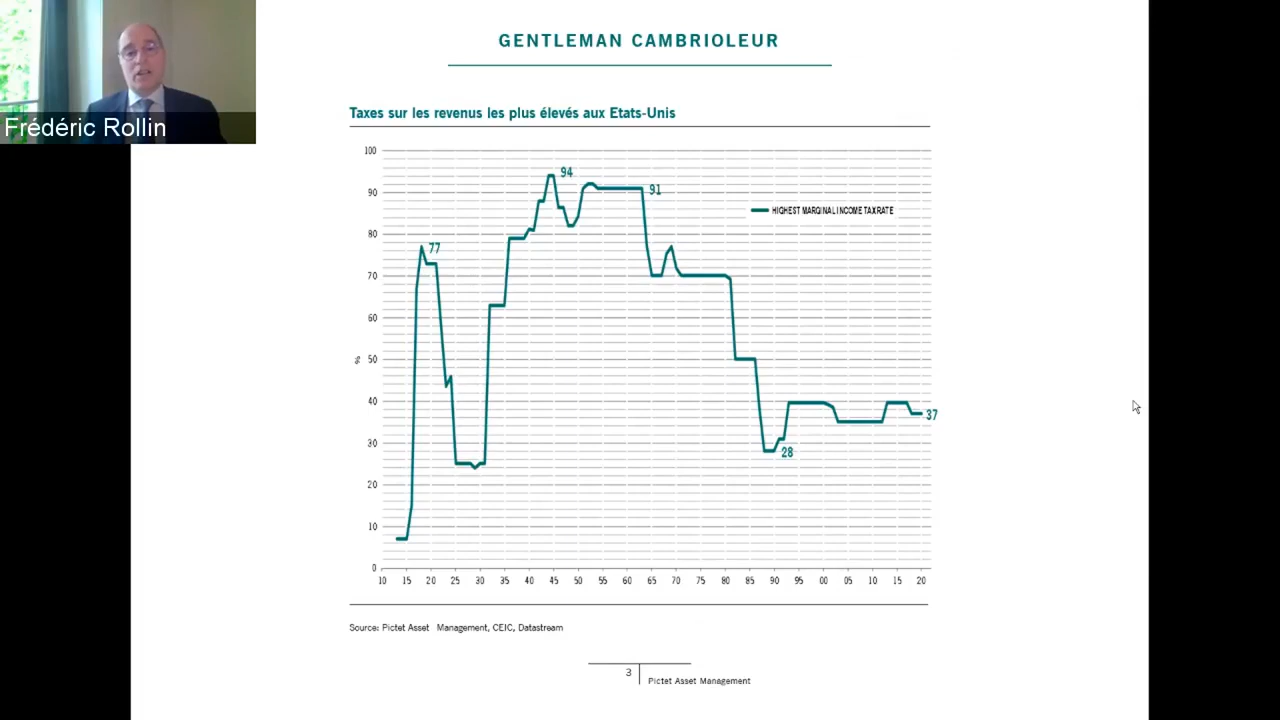 GENTLEMAN CAMBRIOLEUR
Frédéric Rollin
Taxes sur les revenus les plus élevés aux Etats-Unis
100
90
80
70
60
50
40
30
20
10
0
%
77
94
91
28
37
HIGHEST MARGINAL INCOME TAX RATE
10 15 20 25 30 35 40 45 50 55 60 65 70 75 80 85 90 95 00 05 10 15 20
Source: Pictet Asset Management, CEIC, Datastream
3
Pictet Asset Management